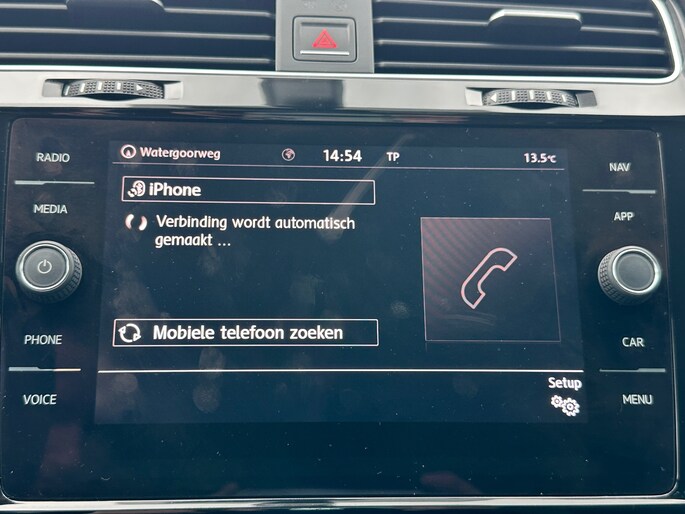 RADIO
MEDIA
PHONE
VOICE
Watergoorweg 14:54 TP 13.5°C
iPhone
Verbinding wordt automatisch
gemaakt ...
Mobiele telefoon zoeken
Setup
NAV
APP
CAR
MENU